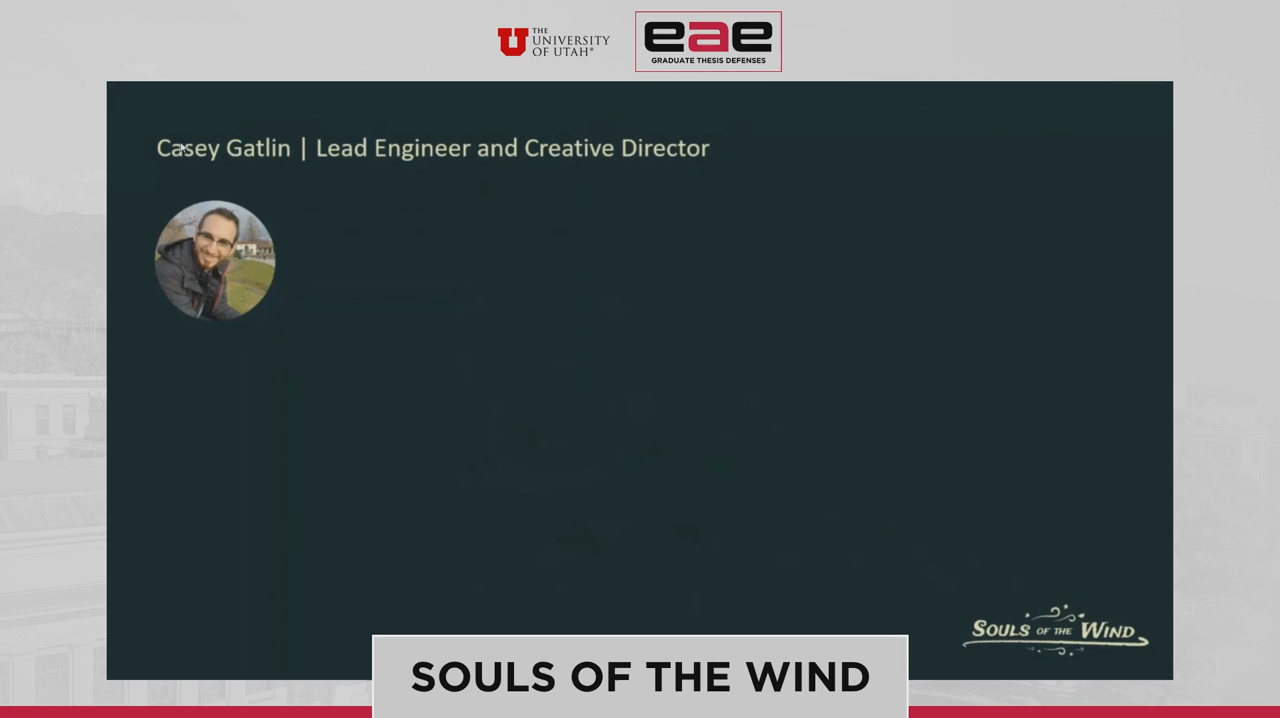 THE
UNIVERSITY
OF UTAH®
eae
GRADUATE THESIS DEFENSES
Casey Gatlin | Lead Engineer and Creative Director
SOULS OF THE WIND
SOULS OF THE WIND